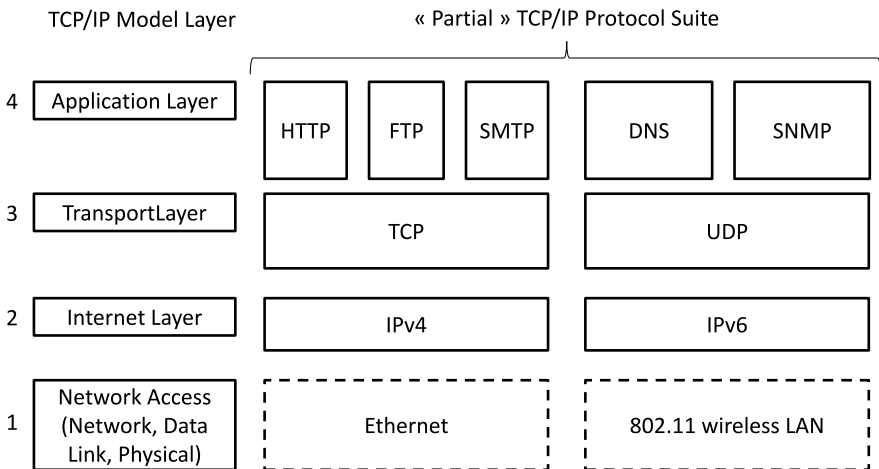 TCP/IP Model Layer
« Partial » TCP/IP Protocol Suite
4
Application Layer
HTTP
FTP
SMTP
DNS
SNMP
3
TransportLayer
TCP
UDP
2
Internet Layer
IPv4
IPv6
1
Network Access
(Network, Data
Link, Physical)
Ethernet
802.11 wireless LAN